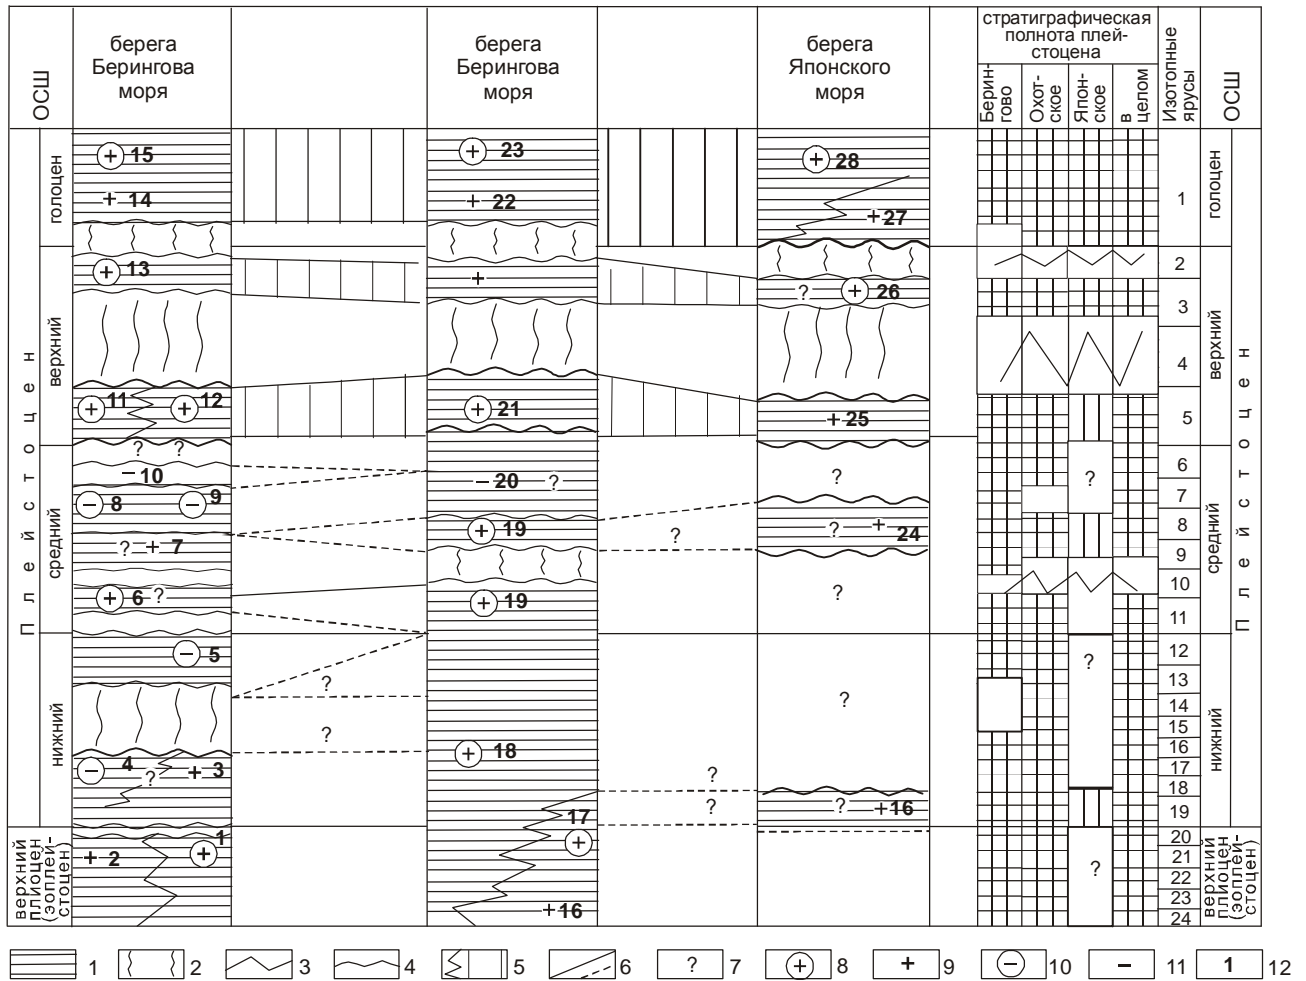 ОСШ
берега
Берингова
моря
берега
Берингова
моря
берега
Японского
моря
стратиграфическая
полнота плей-
стоцена
Берин-
гово
Охот-
ское
Япон-
ское
в
целом
Изотопные
ярусы
ОСШ
Плейстоцен
голоцен
верхний
средний
нижний
верхний
плиоцен
(эоплей-
стоцен)
15
14
13
11 12
? ?
10
8 9
? 7
6 ?
5
4 ? 3
1
2
?
?
23
22
21
20 ?
19
19
18
17
16
?
?
?
28
27
? 26
25
?
? 24
?
?
? 16
?
?
?
1
2
3
4
5
6
7
8
9
10
11
12
13
14
15
16
17
18
19
20
21
22
23
24
голоцен
верхний
средний
нижний
верхний
плиоцен
(эоплей-
стоцен)
Плейстоцен
1 2 3 4 5 6 ? 7 8 9 10 11 1 12